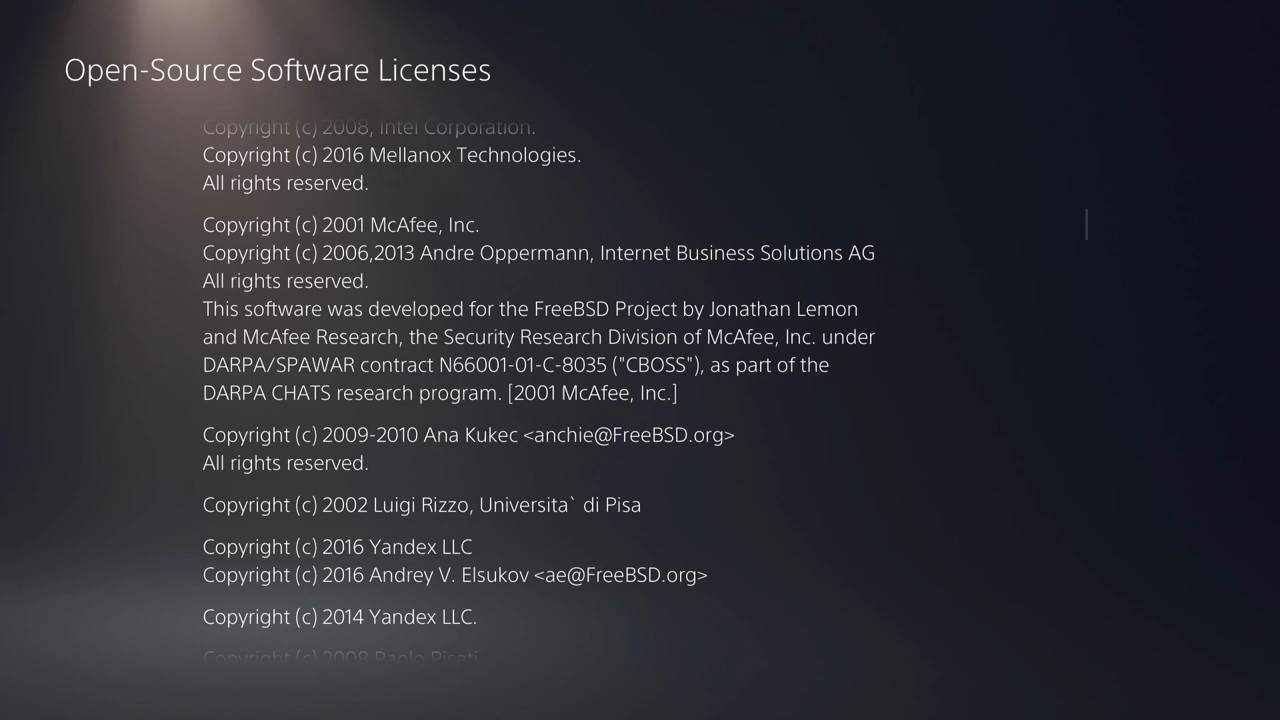 Open-Source Software Licenses
Copyright (c) 2008, Intel Corporation.
Copyright (c) 2016 Mellanox Technologies.
All rights reserved.
Copyright (c) 2001 McAfee, Inc.
Copyright (c) 2006,2013 Andre Oppermann, Internet Business Solutions AG
All rights reserved.
This software was developed for the FreeBSD Project by Jonathan Lemon
and McAfee Research, the Security Research Division of McAfee, Inc. under
DARPA/SPAWAR contract N66001-01-C-8035 ("CBOSS"), as part of the
DARPA CHATS research program. [2001 McAfee, Inc.]
Copyright (c) 2009-2010 Ana Kukec <anchie@FreeBSD.org>
All rights reserved.
Copyright (c) 2002 Luigi Rizzo, Universita` di Pisa
Copyright (c) 2016 Yandex LLC
Copyright (c) 2016 Andrey V. Elsukov <ae@FreeBSD.org>
Copyright (c) 2014 Yandex LLC.
Copyright (c) 2008 Paolo Pisati